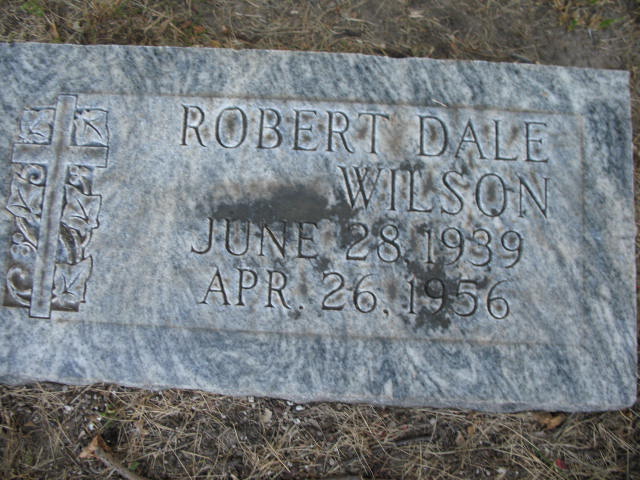 ROBERT DALE
WILSON
JUNE 28, 1939
APR. 26, 1956